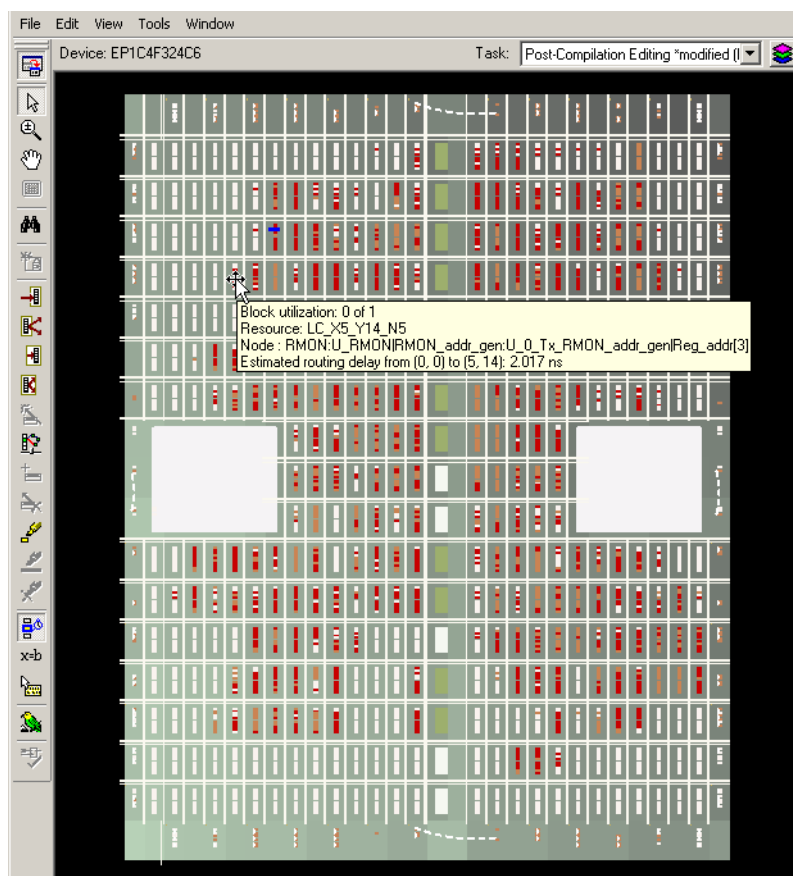 File Edit View Tools Window
Device: EP1C4F324C6 Task: Post-Compilation Editing *modified (
Block utilization: 0 of 1
Resource: LC_X5_Y14_N5
Node : RMON:U_RMON|RMON_addr_gen:U_0_Tx_RMON_addr_gen|Reg_addr[3]
Estimated routing delay from (0, 0) to (5, 14): 2.017 ns
x=b